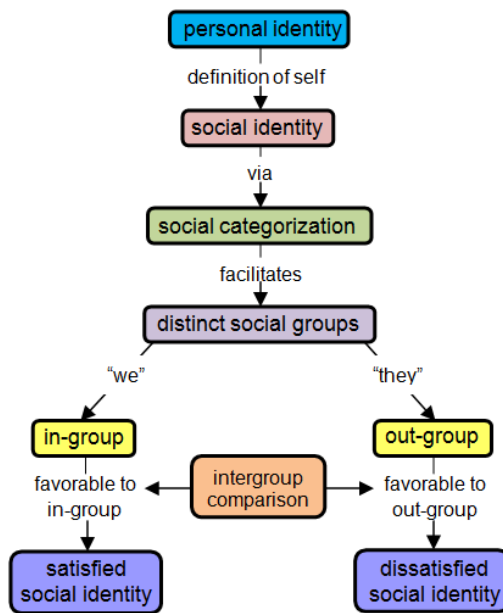 personal identity
definition of self
social identity
via
social categorization
facilitates
distinct social groups
“we”
“they”
in-group
out-group
favorable to
in-group
intergroup
comparison
favorable to
out-group
satisfied
social identity
dissatisfied
social identity